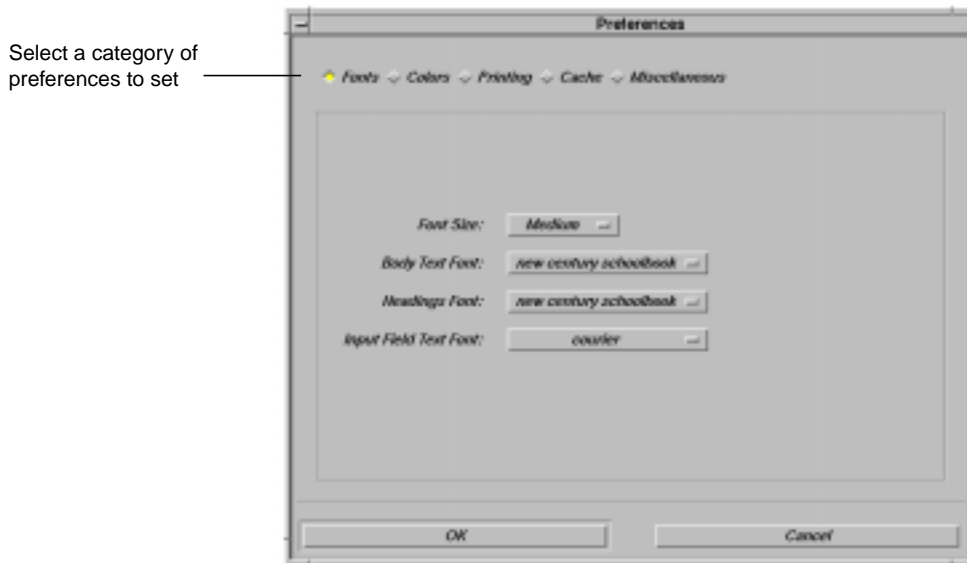 Preferences
Select a category of
preferences to set
Fonts Colors Printing Cache Miscellaneous
Font Size: Medium
Body Text Font: new century schoolbook
Headings Font: new century schoolbook
Input Field Text Font: courier
OK Cancel